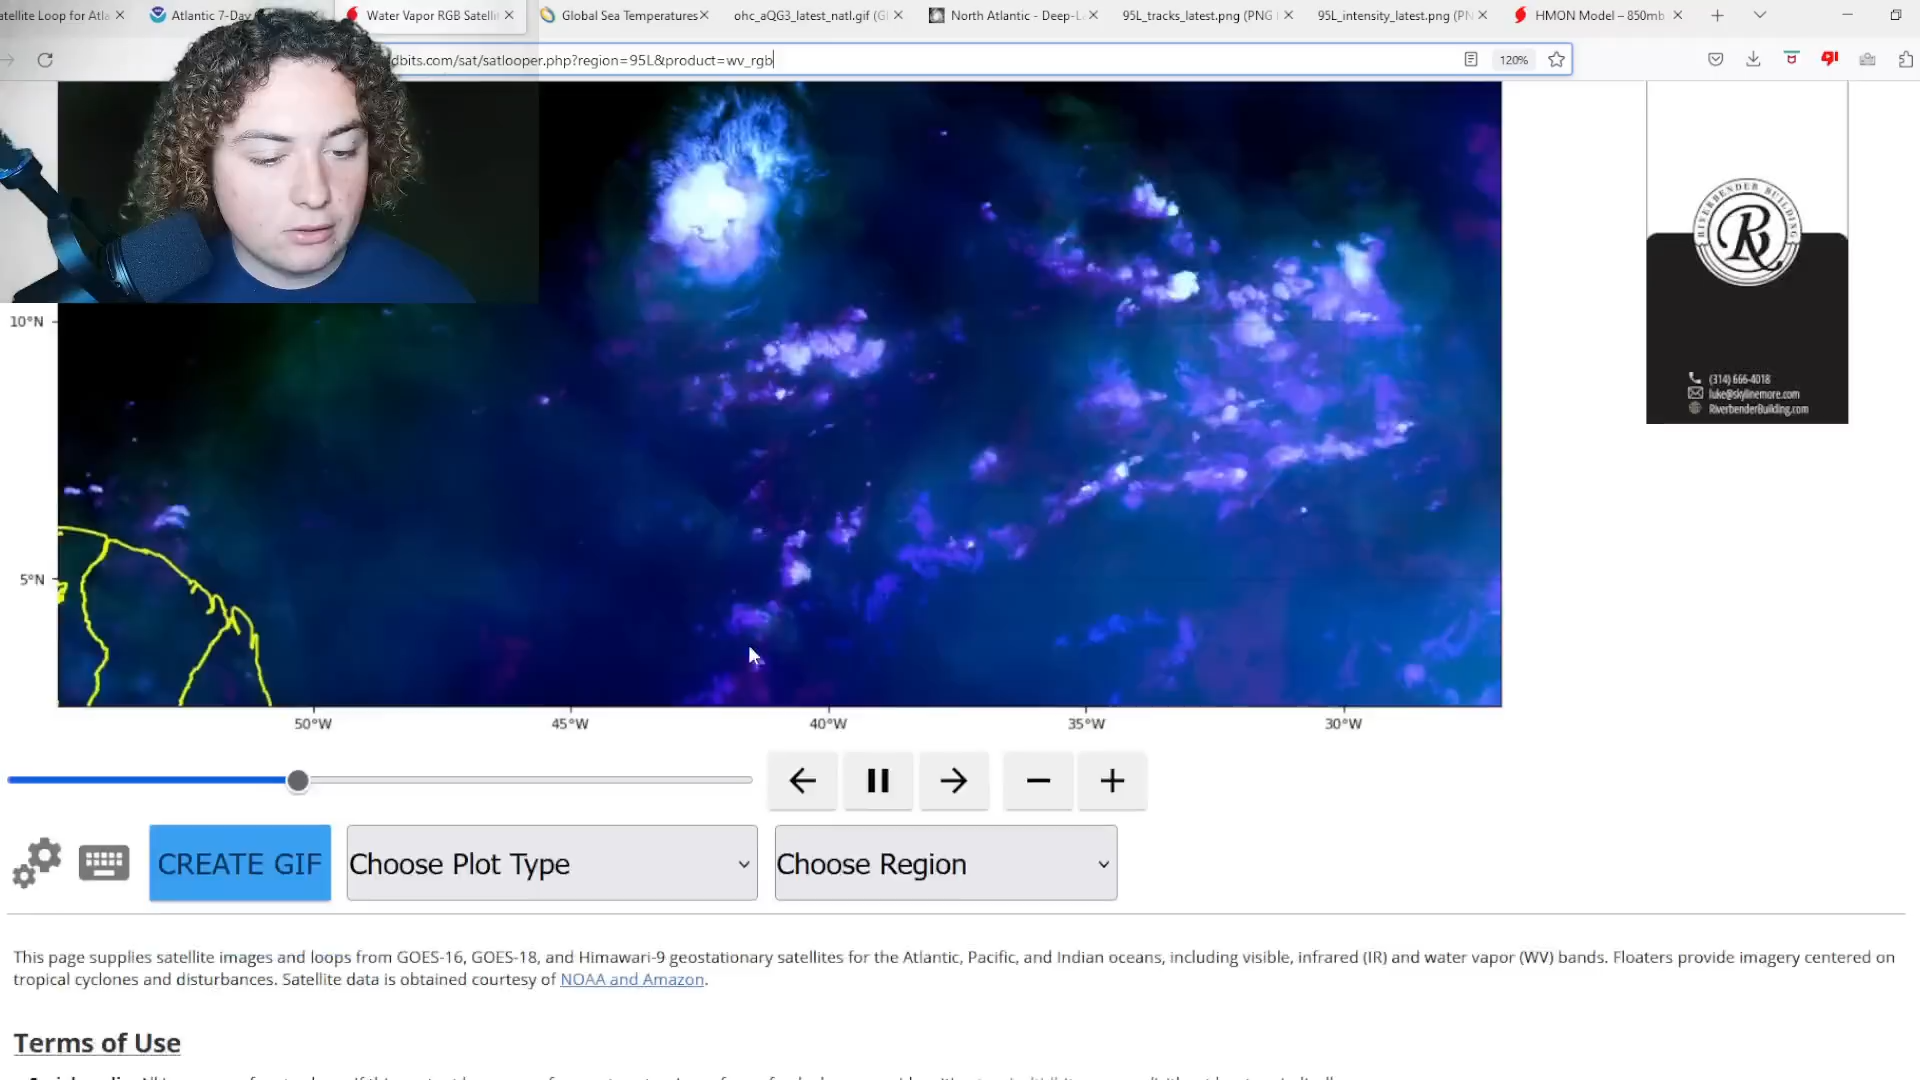 atellite Loop for Atla
Atlantic 7-Day
Water Vapor RGB Satelli
Global Sea Temperatures
ohc_aQG3_latest_natl.gif (GI
North Atlantic - Deep-L
95L_tracks_latest.png (PNG
95L_intensity_latest.png (PN
HMON Model – 850mb
dbits.com/sat/satlooper.php?region=95L&product=wv_rgb
120%
RIVERBENDER BUILDING
R
(314) 666-4018
luke@skylinemore.com
RiverbenderBuilding.com
10°N
5°N
50°W
45°W
40°W
35°W
30°W
CREATE GIF
Choose Plot Type
Choose Region
This page supplies satellite images and loops from GOES-16, GOES-18, and Himawari-9 geostationary satellites for the Atlantic, Pacific, and Indian oceans, including visible, infrared (IR) and water vapor (WV) bands. Floaters provide imagery centered on
tropical cyclones and disturbances. Satellite data is obtained courtesy of NOAA and Amazon.
Terms of Use